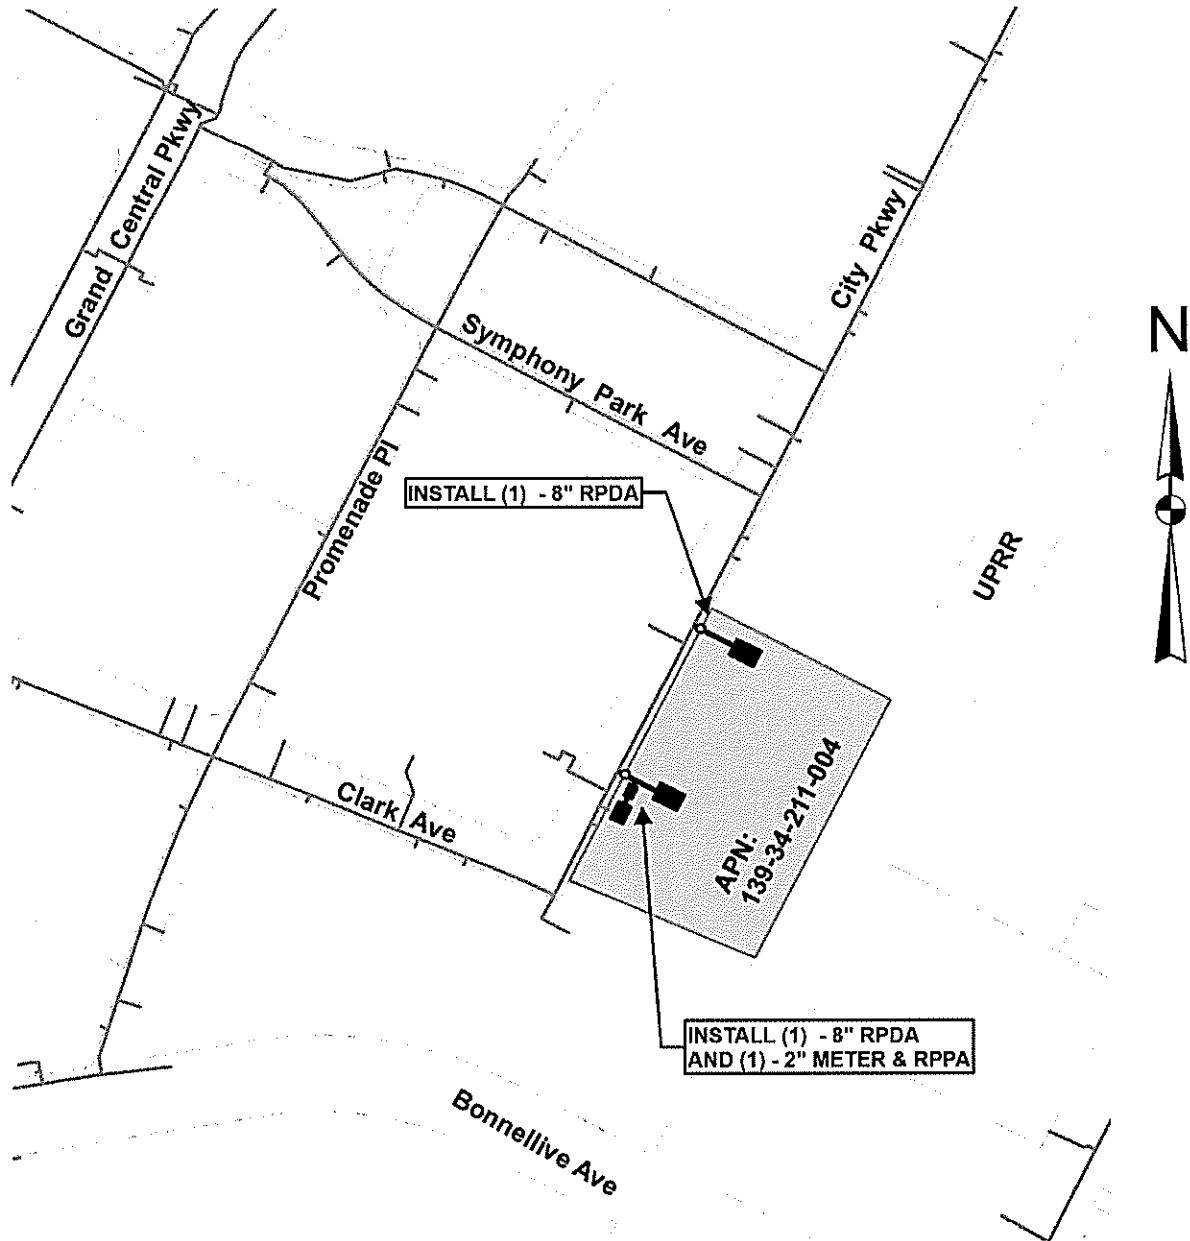 Grand Central Pkwy
City Pkwy
N
Symphony Park Ave
Promenade Pl
INSTALL (1) - 8" RPDA
UPRR
Clark Ave
APN:
139-34-211-004
INSTALL (1) - 8" RPDA
AND (1) - 2" METER & RPPA
Bonnellive Ave